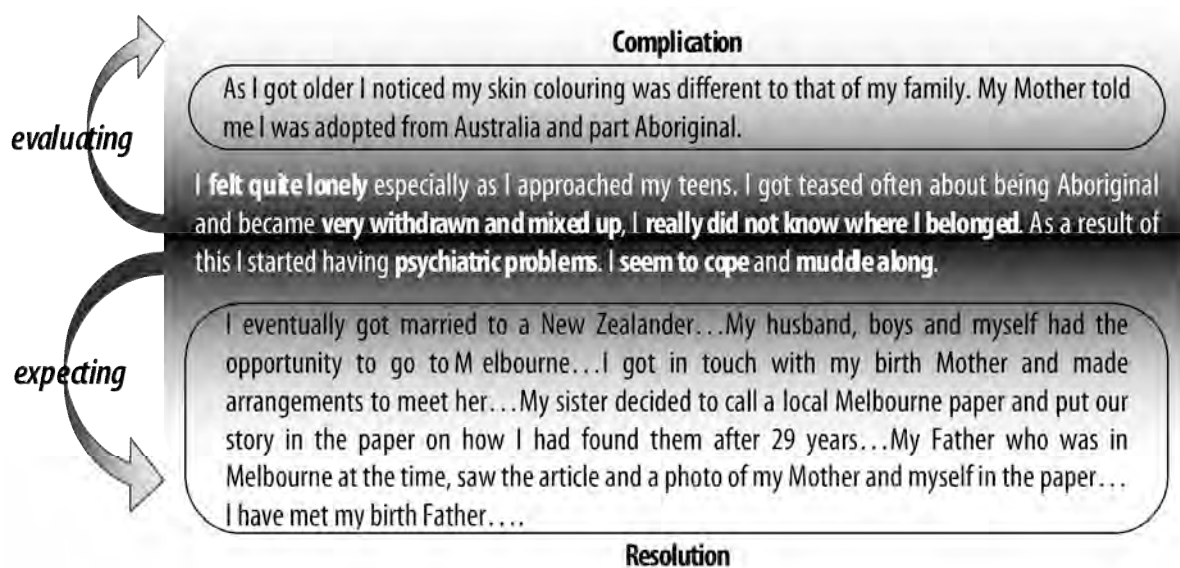 Complication
As I got older I noticed my skin colouring was different to that of my family. My Mother told
me I was adopted from Australia and part Aboriginal.
evaluating
I felt quite lonely especially as I approached my teens. I got teased often about being Aboriginal
and became very withdrawn and mixed up, I really did not know where I belonged. As a result of
this I started having psychiatric problems. I seem to cope and muddle along.
expecting
I eventually got married to a New Zealander…My husband, boys and myself had the
opportunity to go to M elbourne…I got in touch with my birth Mother and made
arrangements to meet her…My sister decided to call a local Melbourne paper and put our
story in the paper on how I had found them after 29 years…My Father who was in
Melbourne at the time, saw the article and a photo of my Mother and myself in the paper…
I have met my birth Father….
Resolution